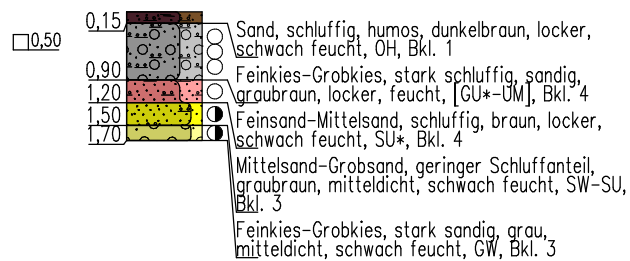 0,15
0,50
0,90
1,20
1,50
1,70
Sand, schluffig, humos, dunkelbraun, locker,
schwach feucht, OH, Bkl. 1
Feinkies-Grobkies, stark schluffig, sandig,
graubraun, locker, feucht, [GU*-UM], Bkl. 4
Feinsand-Mittelsand, schluffig, braun, locker,
schwach feucht, SU*, Bkl. 4
Mittelsand-Grobsand, geringer Schluffanteil,
graubraun, mitteldicht, schwach feucht, SW-SU,
Bkl. 3
Feinkies-Grobkies, stark sandig, grau,
mitteldicht, schwach feucht, GW, Bkl. 3